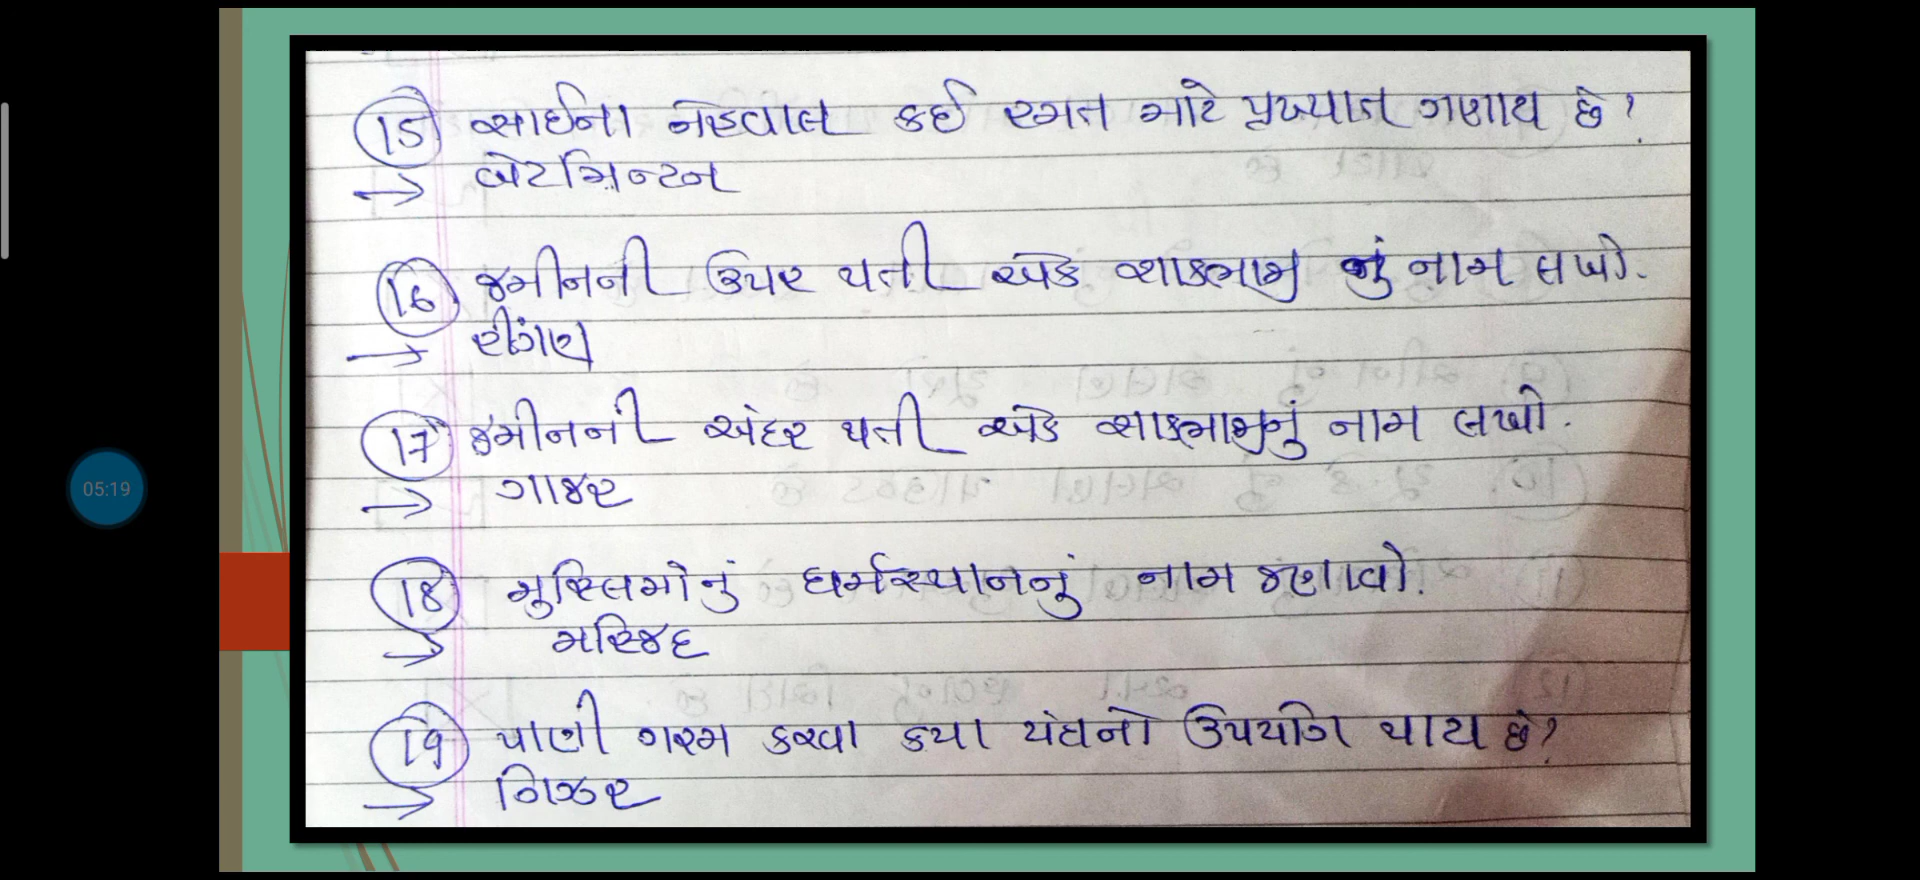 05:19
(15) સાઈના નેહવાલ કઈ રમત માટે પ્રખ્યાત ગણાય છે?
→ બેટમિન્ટન
(16) જમીનની ઉપર થતી એક શાકભાજી નું નામ લખો.
→ રીંગણ
(17) જમીનની અંદર થતી એક શાકભાજીનું નામ લખો.
→ ગાજર
(18) મુસ્લિમોનું ધર્મસ્થાનનું નામ જણાવો.
→ મસ્જિદ
(19) પાણી ગરમ કરવા કયા યંત્રનો ઉપયોગ થાય છે?
→ ગિઝર